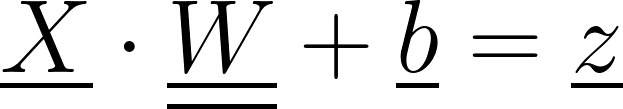 X · W + b = z